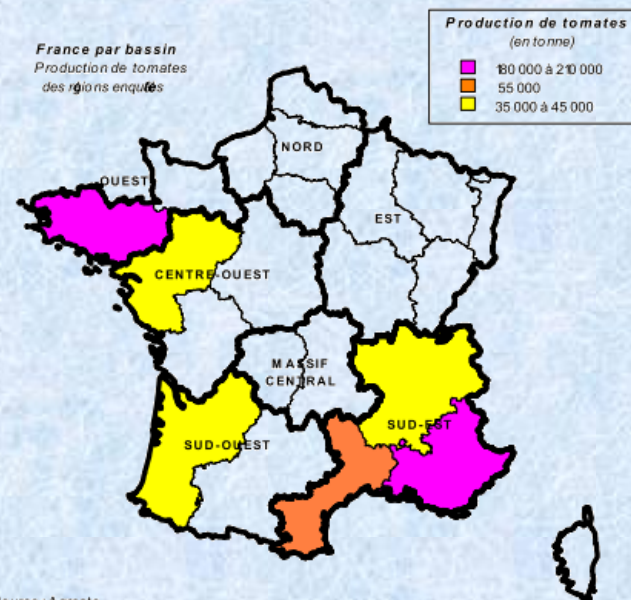 France par bassin
Production de tomates
des régions enquêtés
Production de tomates
(en tonne)
180 000 à 210 000
55 000
35 000 à 45 000
NORD
OUEST
EST
CENTRE-OUEST
MASSIF
CENTRAL
SUD-EST
SUD-OUEST